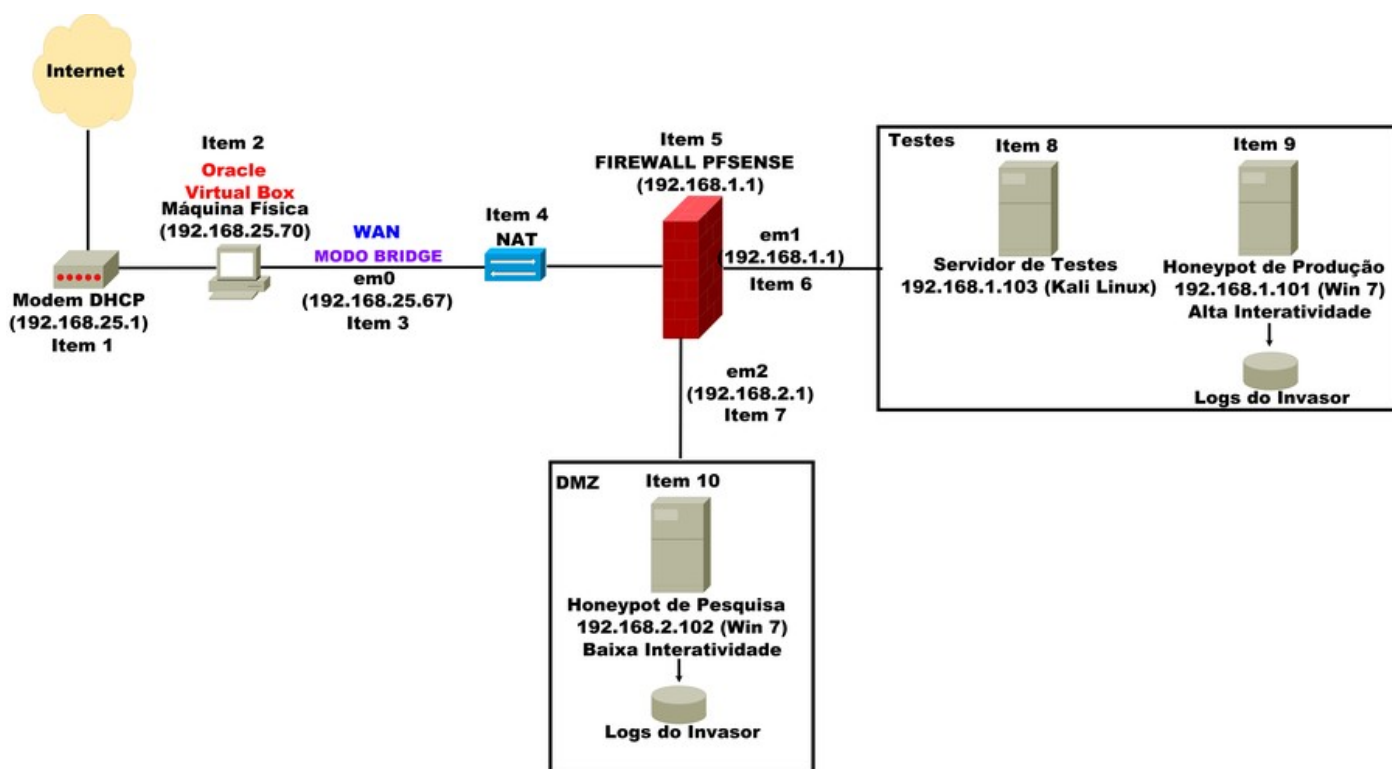 Internet
Item 2
Oracle
Virtual Box
Máquina Física
(192.168.25.70)
Modem DHCP
(192.168.25.1)
Item 1
WAN
MODO BRIDGE
em0
(192.168.25.67)
Item 3
Item 4
NAT
Item 5
FIREWALL PFSENSE
(192.168.1.1)
em1
(192.168.1.1)
Item 6
em2
(192.168.2.1)
Item 7
Testes
Item 8
Servidor de Testes
192.168.1.103 (Kali Linux)
Item 9
Honeypot de Produção
192.168.1.101 (Win 7)
Alta Interatividade
Logs do Invasor
DMZ
Item 10
Honeypot de Pesquisa
192.168.2.102 (Win 7)
Baixa Interatividade
Logs do Invasor